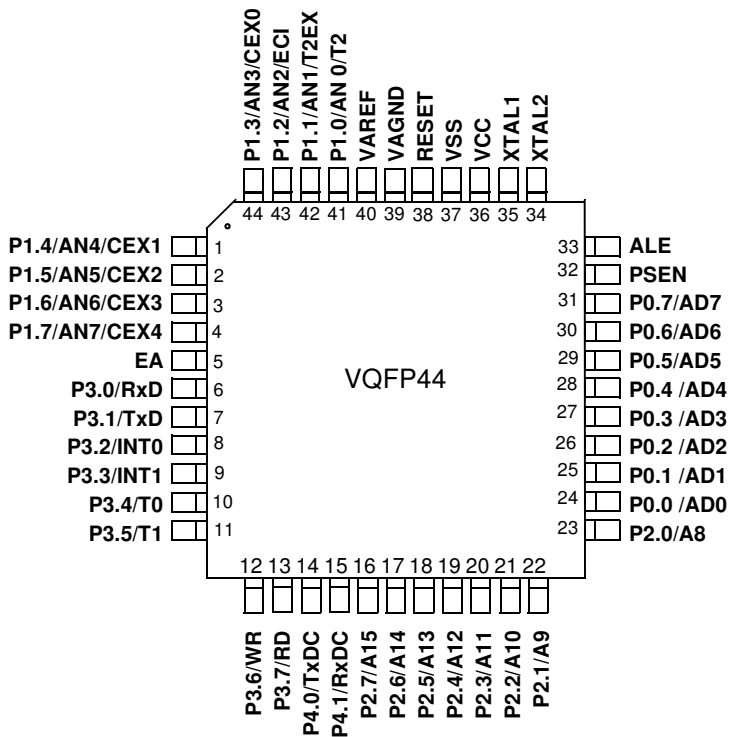 P1.3/AN3/CEX0
P1.2/AN2/ECI
P1.1/AN1/T2EX
P1.0/AN 0/T2
VAREF
VAGND
RESET
VSS
VCC
XTAL1
XTAL2
44 43 42 41 40 39 38 37 36 35 34
P1.4/AN4/CEX1 1
P1.5/AN5/CEX2 2
P1.6/AN6/CEX3 3
P1.7/AN7/CEX4 4
EA 5
P3.0/RxD 6
P3.1/TxD 7
P3.2/INT0 8
P3.3/INT1 9
P3.4/T0 10
P3.5/T1 11
VQFP44
33 ALE
32 PSEN
31 P0.7/AD7
30 P0.6/AD6
29 P0.5/AD5
28 P0.4 /AD4
27 P0.3 /AD3
26 P0.2 /AD2
25 P0.1 /AD1
24 P0.0 /AD0
23 P2.0/A8
12 13 14 15 16 17 18 19 20 21 22
P3.6/WR
P3.7/RD
P4.0/TxDC
P4.1/RxDC
P2.7/A15
P2.6/A14
P2.5/A13
P2.4/A12
P2.3/A11
P2.2/A10
P2.1/A9